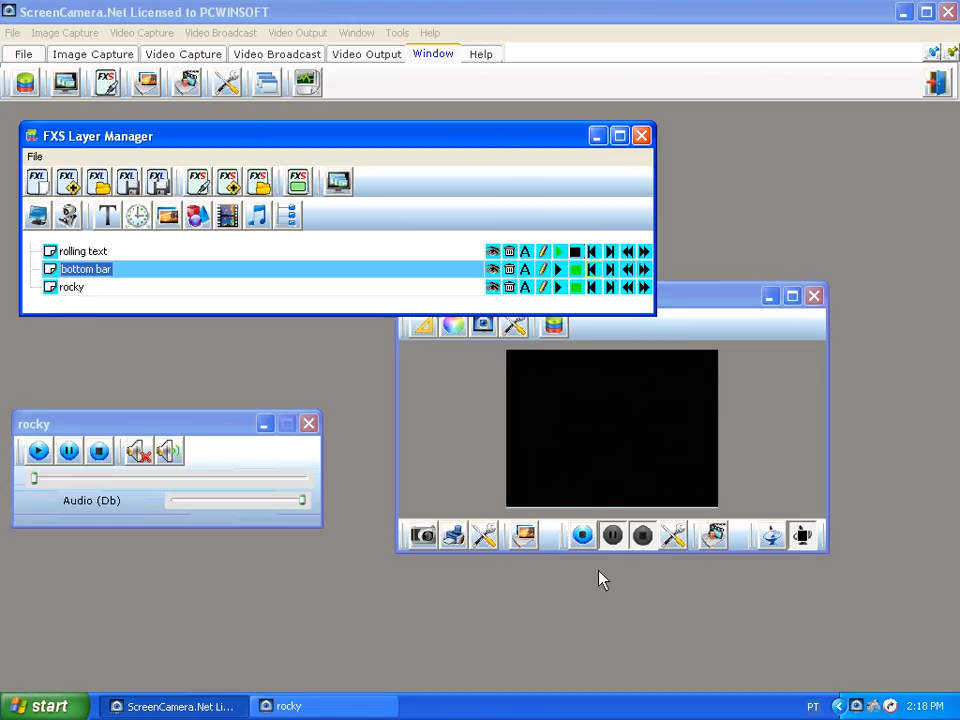 ScreenCamera.Net Licensed to PCWINSOFT
File Image Capture Video Capture Video Broadcast Video Output Window Tools Help
File Image Capture Video Capture Video Broadcast Video Output Window Help
FXS
FXS Layer Manager
File
FXL FXL FXL FXL FXL FXS FXS FXS FXS
T
rolling text A
bottom bar A
rocky A
rocky
Audio (Db)
start ScreenCamera.Net Li... rocky PT 2:18 PM